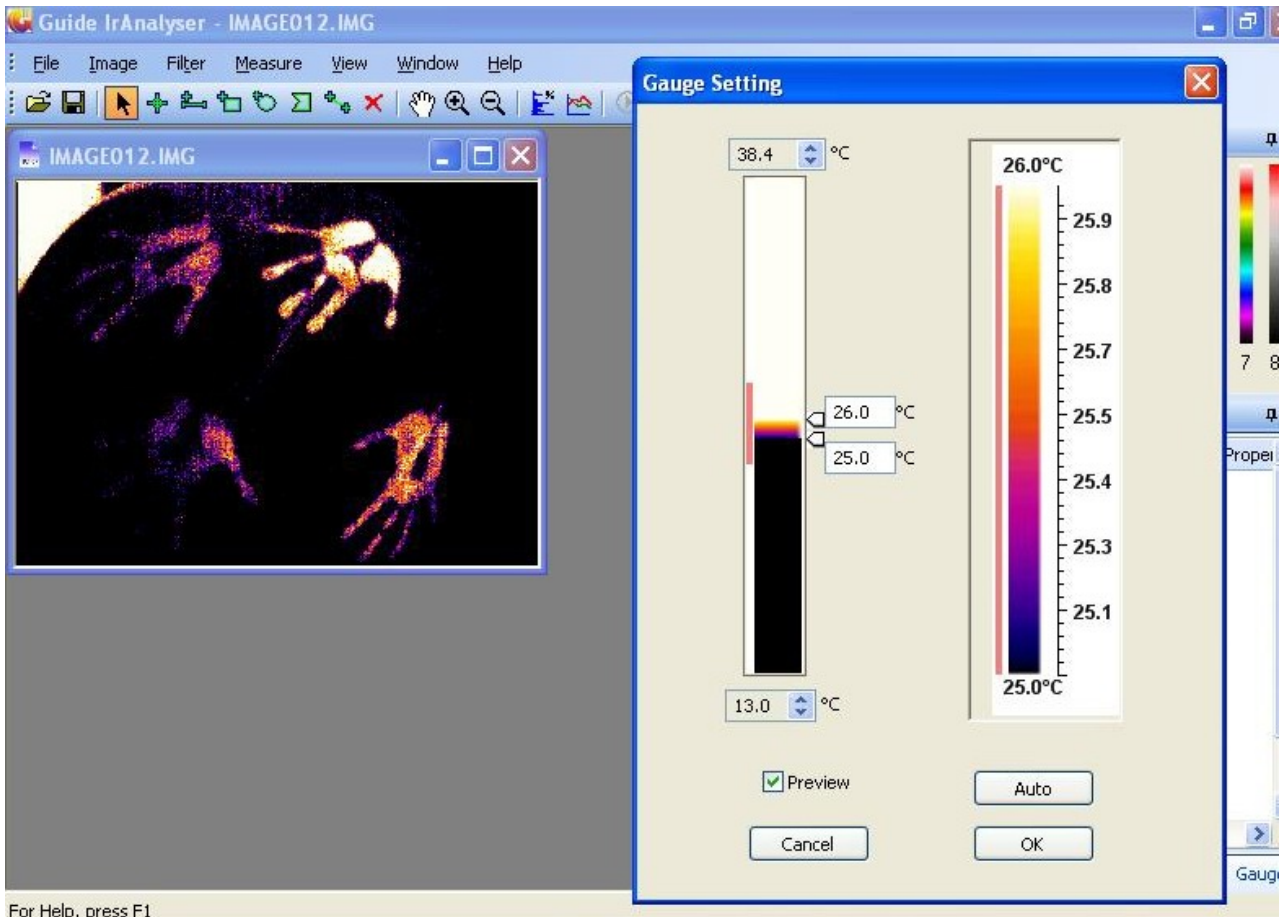 Guide IrAnalyser - IMAGE012.IMG
File Image Filter Measure View Window Help
IMAGE012.IMG
Gauge Setting
38.4 °C
26.0 °C
25.0 °C
13.0 °C
26.0°C
25.9
25.8
25.7
25.5
25.4
25.3
25.1
25.0°C
Preview
Auto
Cancel
OK
7 8
Proper
Gauge
For Help, press F1